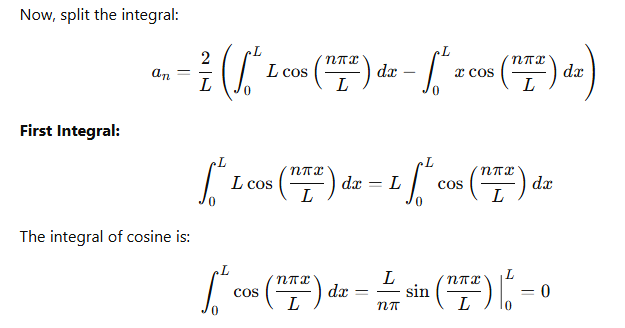 Now, split the integral:
a_n = \frac{2}{L} \left( \int_0^L L \cos \left( \frac{n\pi x}{L} \right) dx - \int_0^L x \cos \left( \frac{n\pi x}{L} \right) dx \right)
First Integral:
\int_0^L L \cos \left( \frac{n\pi x}{L} \right) dx = L \int_0^L \cos \left( \frac{n\pi x}{L} \right) dx
The integral of cosine is:
\int_0^L \cos \left( \frac{n\pi x}{L} \right) dx = \frac{L}{n\pi} \sin \left( \frac{n\pi x}{L} \right) \Big|_0^L = 0